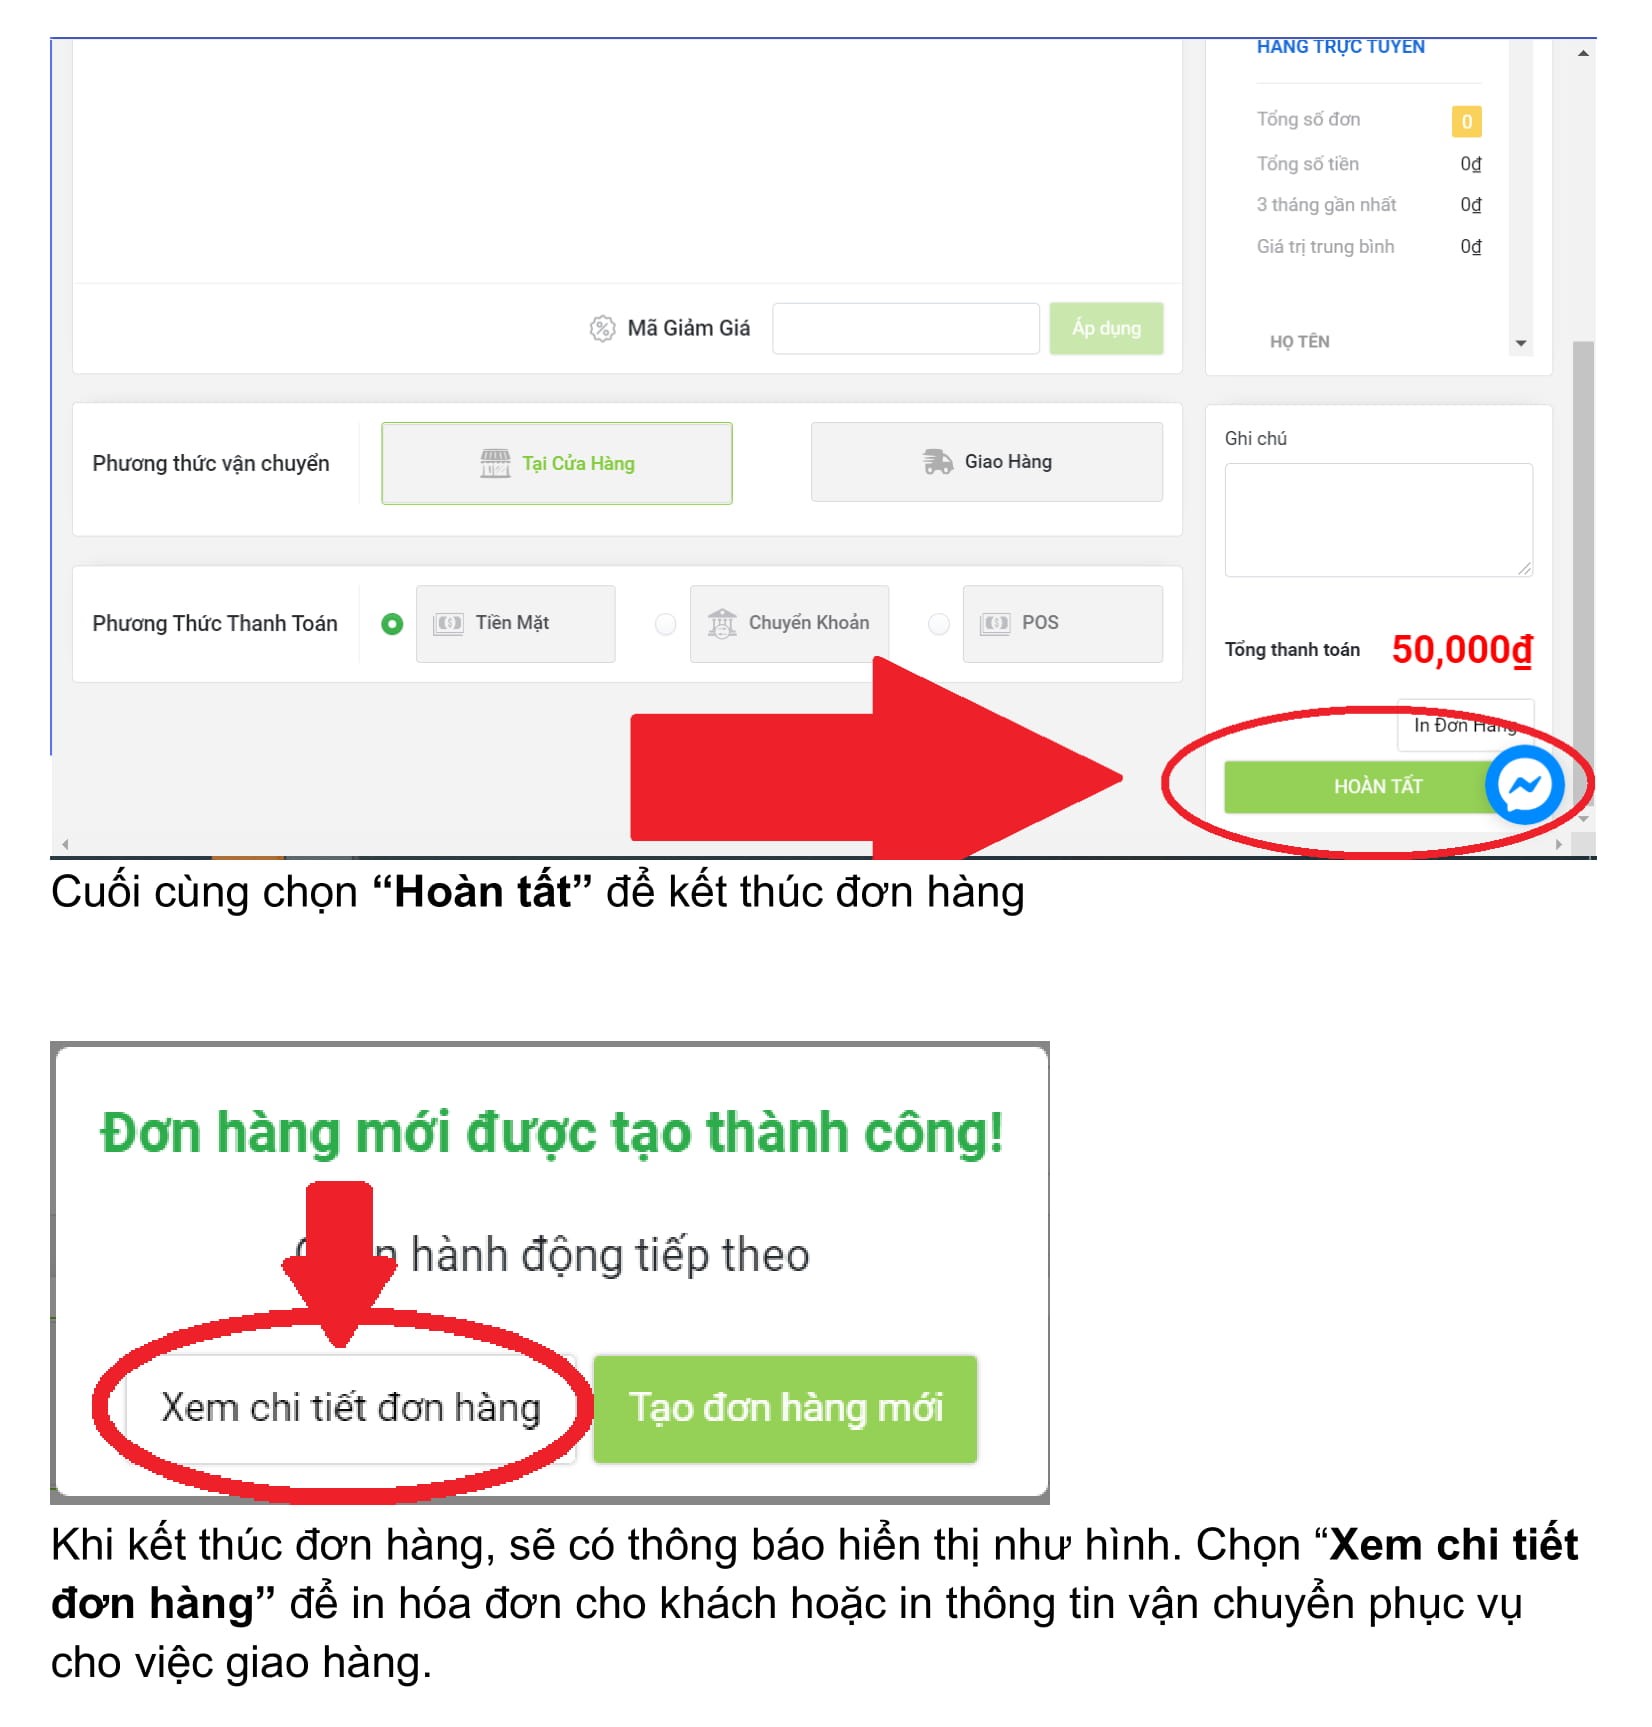 HÀNG TRỰC TUYẾN
Tổng số đơn 0
Tổng số tiền 0₫
3 tháng gần nhất 0₫
Giá trị trung bình 0₫
Mã Giảm Giá Áp dụng
HỌ TÊN
Phương thức vận chuyển Tại Cửa Hàng Giao Hàng
Ghi chú
Phương Thức Thanh Toán Tiền Mặt Chuyển Khoản POS
Tổng thanh toán 50,000₫
In Đơn Hàng
HOÀN TẤT
Cuối cùng chọn “Hoàn tất” để kết thúc đơn hàng
Đơn hàng mới được tạo thành công!
hành động tiếp theo
Xem chi tiết đơn hàng Tạo đơn hàng mới
Khi kết thúc đơn hàng, sẽ có thông báo hiển thị như hình. Chọn “Xem chi tiết
đơn hàng” để in hóa đơn cho khách hoặc in thông tin vận chuyển phục vụ
cho việc giao hàng.